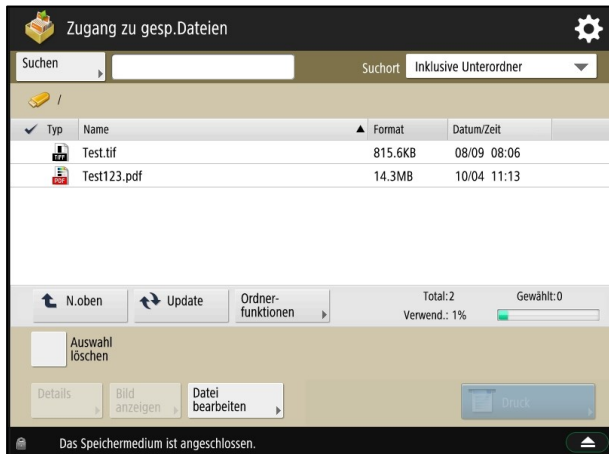 Zugang zu gesp.Dateien
Suchen
Suchort Inklusive Unterordner
/
Typ Name Format Datum/Zeit
TIFF Test.tif 815.6KB 08/09 08:06
PDF Test123.pdf 14.3MB 10/04 11:13
N.oben Update Ordner-
funktionen
Total:2 Gewählt:0
Verwend.: 1%
Auswahl
löschen
Details Bild
anzeigen
Datei
bearbeiten
Druck
Das Speichermedium ist angeschlossen.